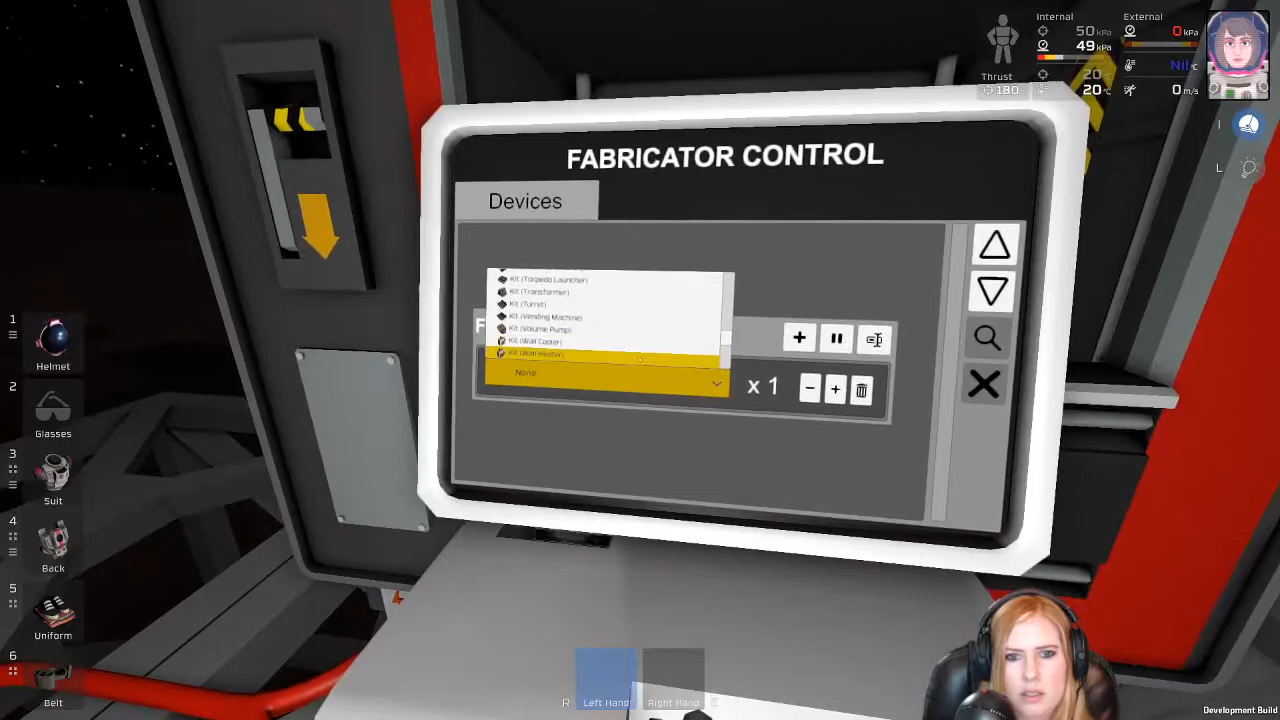 Internal
External
50 kPa
0 kPa
49 kPa
Nil °C
Thrust
180
20 °C
20 °C
0 m/s
I
L
FABRICATOR CONTROL
Devices
Kit (Torpedo Launcher)
Kit (Transformer)
Kit (Turret)
Kit (Vending Machine)
Kit (Volume Pump)
Kit (Wall Cooler)
Kit (Wall Heater)
F
None
x 1
1
Helmet
2
Glasses
3
Suit
4
Back
5
Uniform
6
Belt
R
Left Hand
Right Hand
Development Build